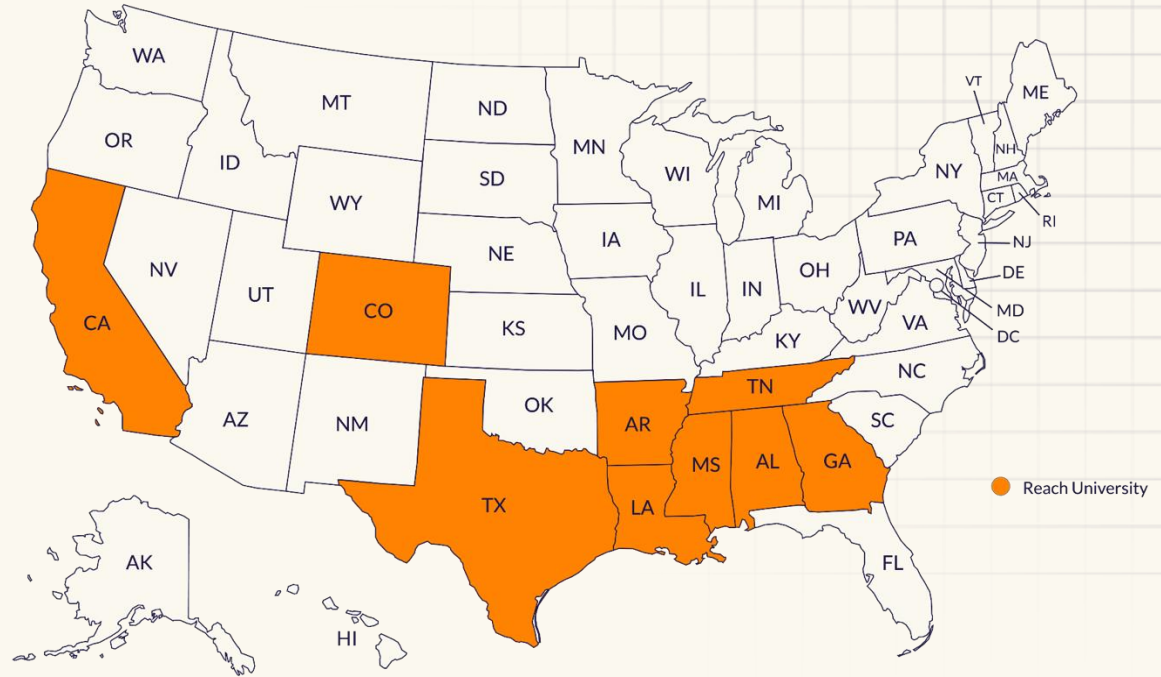 WA
MT
ND
MN
VT
ME
OR
ID
SD
WI
MI
NY
NH
MA
CT
RI
WY
NE
IA
PA
NJ
NV
UT
CO
KS
IL
IN
OH
DE
CA
MO
WV
VA
MD
DC
KY
AZ
NM
OK
AR
TN
NC
SC
TX
LA
MS
AL
GA
Reach University
AK
HI
FL